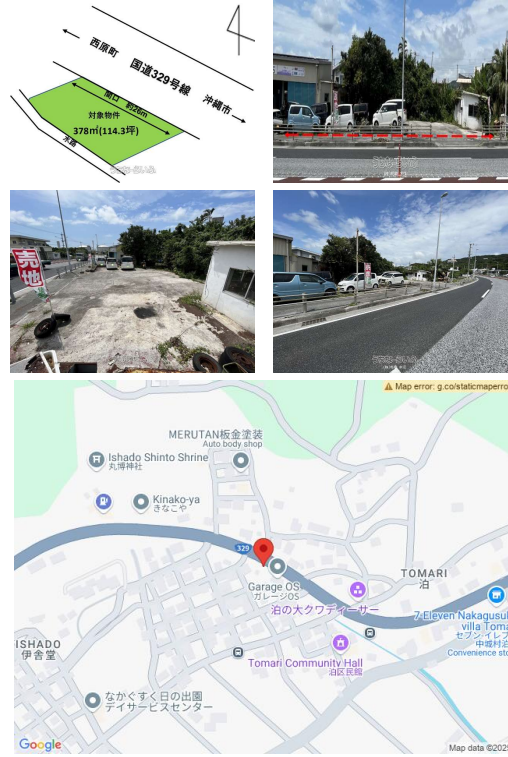 西原町
国道329号線
沖縄市
間口 約26m
対象物件
378㎡(114.3坪)
水路
売地
Map error: g.co/staticmaperro
MERUTAN板金塗装
Auto body shop
Ishado Shinto Shrine
丸博神社
Kinako-ya
きなこや
329
Garage OS
ガレージOS
TOMARI
泊
泊の大クワディーサー
7-Eleven Nakagusuk
villa Toma
セブン-イレブ
中城村泊
Convenience sto
ISHADO
伊舎堂
Tomari Community Hall
泊区民館
なかぐすく日の出園
デイサービスセンター
Google
Map data ©2025